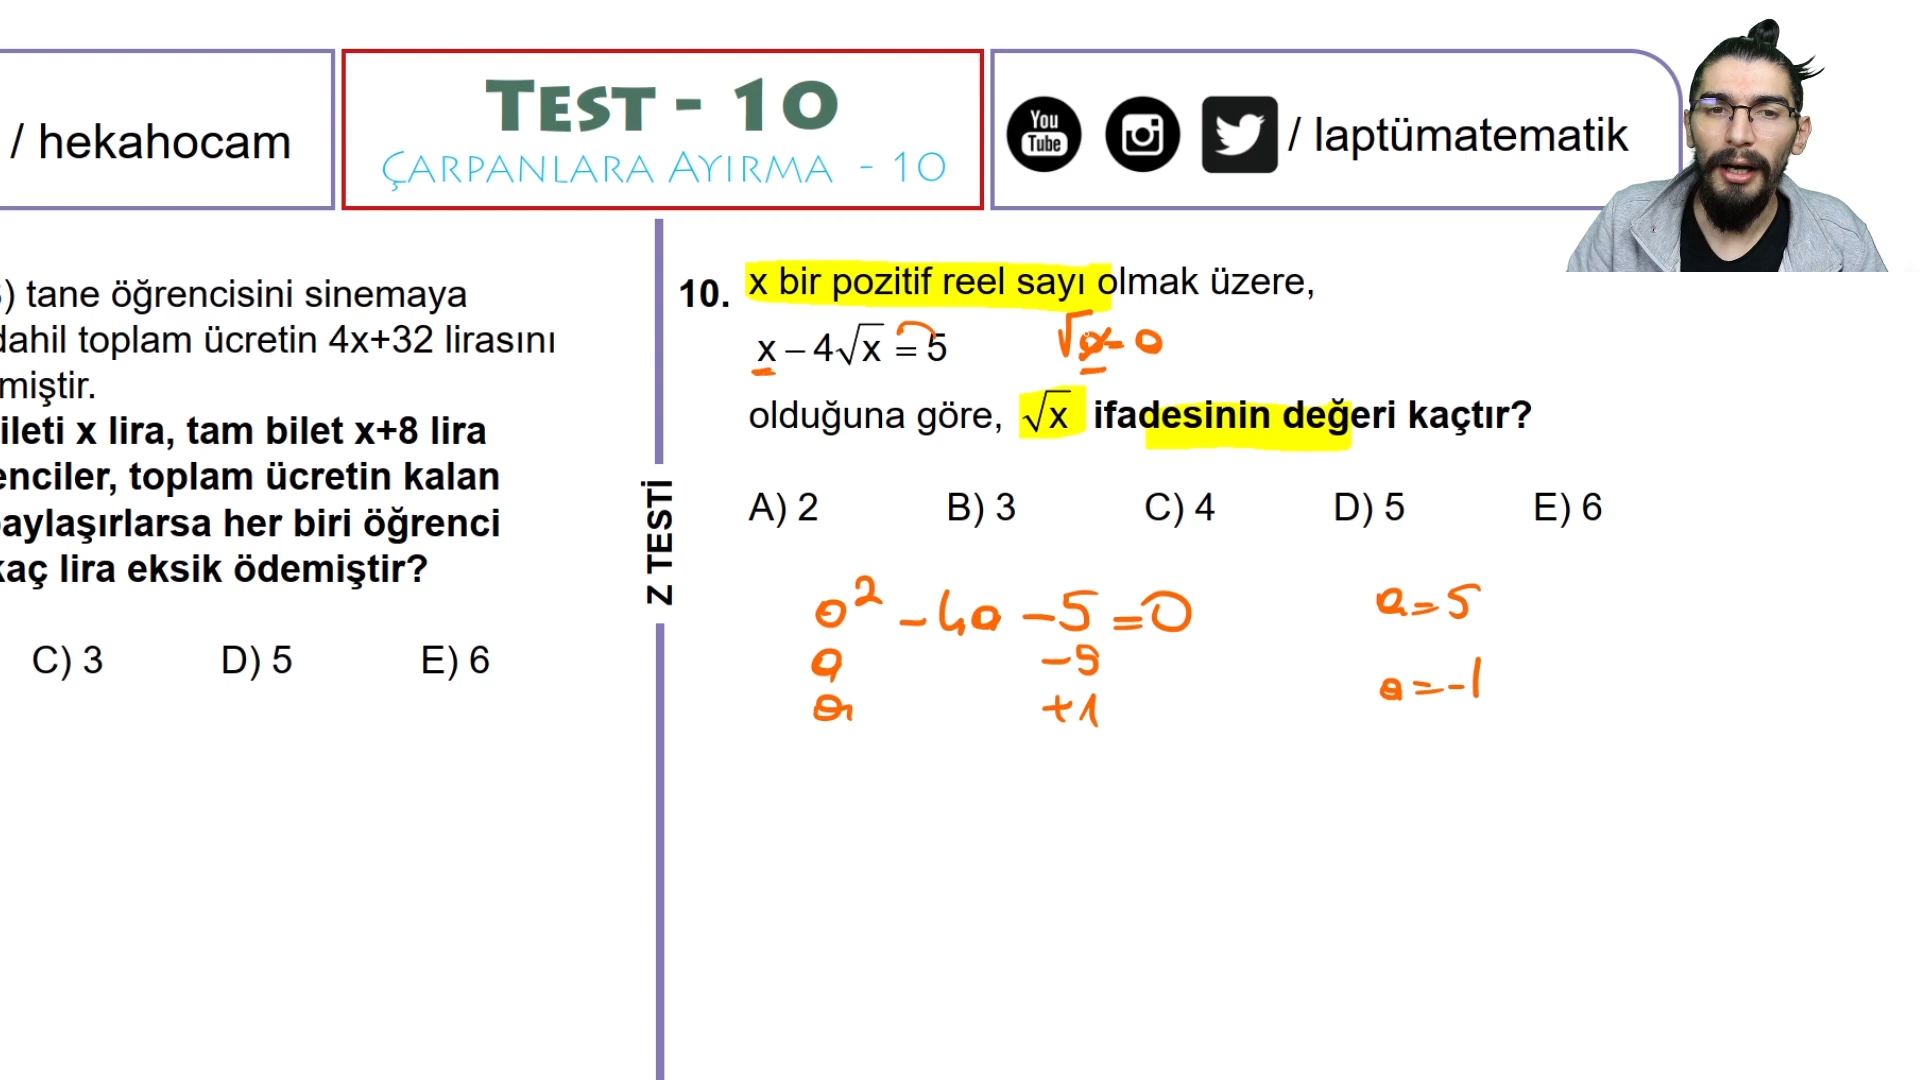 / hekahocam
TEST - 10
ÇARPANLARA AYIRMA - 10
You
Tube
/ laptümatematik
) tane öğrencisini sinemaya
dahil toplam ücretin 4x+32 lirasını
miştir.
ileti x lira, tam bilet x+8 lira
enciler, toplam ücretin kalan
aylaşırlarsa her biri öğrenci
kaç lira eksik ödemiştir?
C) 3 D) 5 E) 6
Z TESTİ
10. x bir pozitif reel sayı olmak üzere,
x – 4√x = 5
√x = a
olduğuna göre, √x ifadesinin değeri kaçtır?
A) 2 B) 3 C) 4 D) 5 E) 6
a² - 4a - 5 = 0
a -5
a +1
a = 5
a = -1